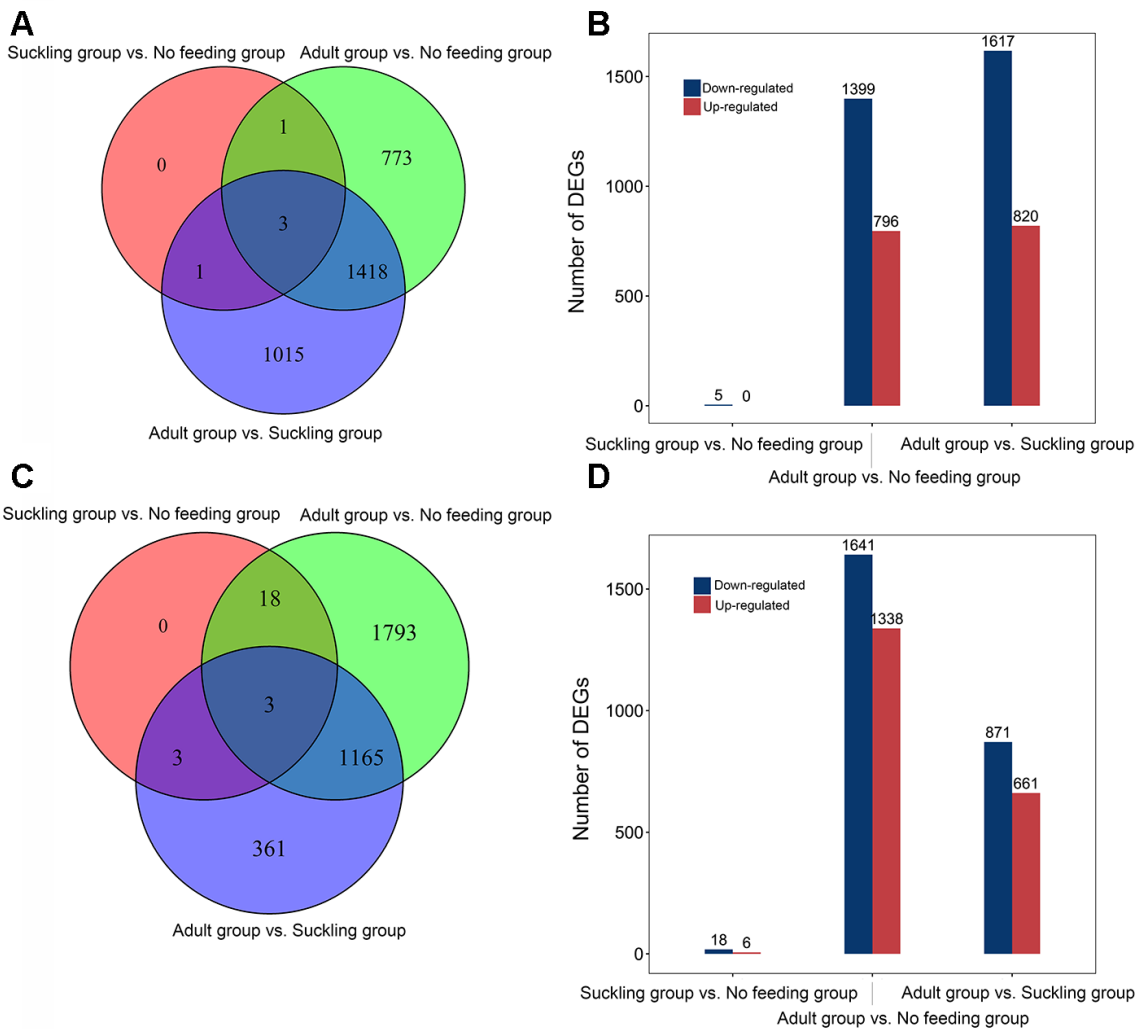 A
Suckling group vs. No feeding group
Adult group vs. No feeding group
1
0
773
3
1
1418
1015
Adult group vs. Suckling group
B
1617
1500
Down-regulated
1399
Up-regulated
1000
Number of DEGs
796
820
500
5
0
0
Suckling group vs. No feeding group
Adult group vs. Suckling group
Adult group vs. No feeding group
C
Suckling group vs. No feeding group
Adult group vs. No feeding group
18
0
1793
3
3
1165
361
Adult group vs. Suckling group
D
1641
1500
Down-regulated
Up-regulated
1338
1000
Number of DEGs
871
661
500
18
6
0
Suckling group vs. No feeding group
Adult group vs. Suckling group
Adult group vs. No feeding group